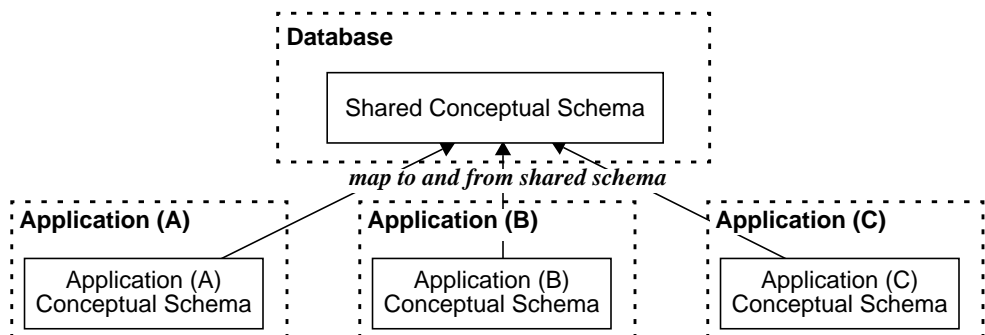 Database
Shared Conceptual Schema
map to and from shared schema
Application (A)
Application (B)
Application (C)
Application (A)
Conceptual Schema
Application (B)
Conceptual Schema
Application (C)
Conceptual Schema